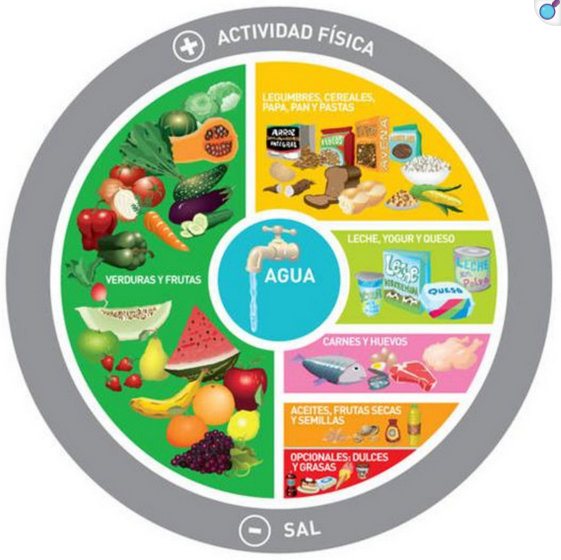 ACTIVIDAD FÍSICA
LEGUMBRES, CEREALES,
PAPA, PAN Y PASTAS
ARROZ
INTEGRAL
AVENA
LECHE, YOGUR Y QUESO
Leche
LECHE
en
Polvo
QUESO
VERDURAS Y FRUTAS
AGUA
CARNES Y HUEVOS
ACEITES, FRUTAS SECAS
Y SEMILLAS
OPCIONALES: DULCES
Y GRASAS
SAL